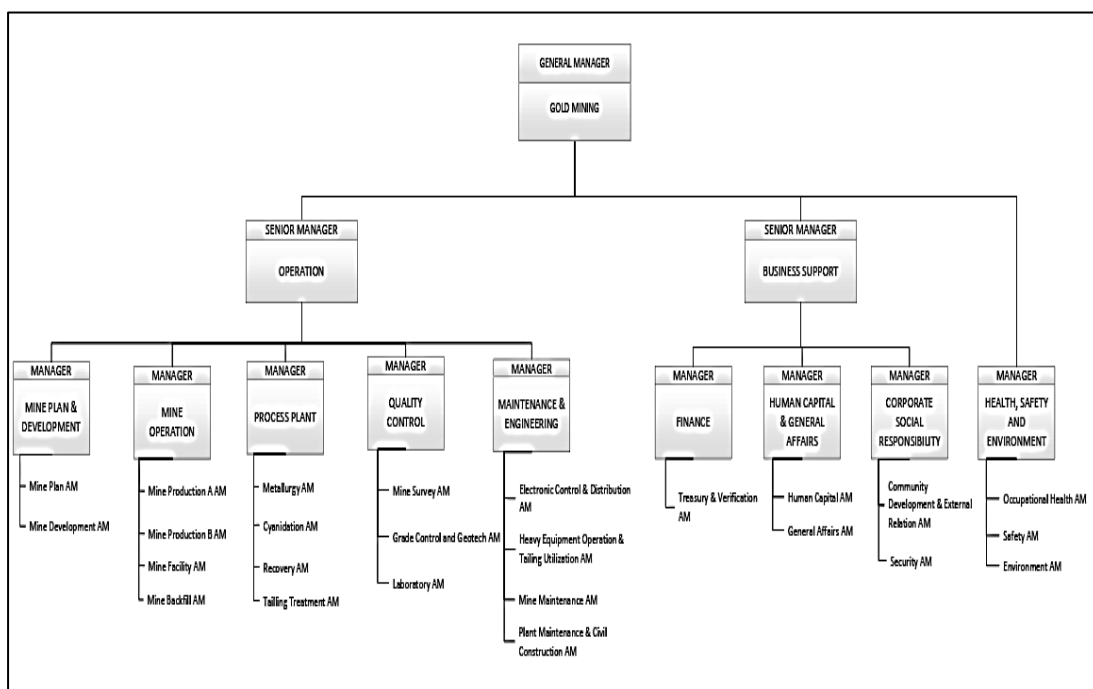 GENERAL MANAGER
GOLD MINING
SENIOR MANAGER
OPERATION
SENIOR MANAGER
BUSINESS SUPPORT
MANAGER
MINE PLAN &
DEVELOPMENT
Mine Plan AM
Mine Development AM
MANAGER
MINE
OPERATION
Mine Production A AM
Mine Production B AM
Mine Facility AM
Mine Backfill AM
MANAGER
PROCESS PLANT
Metallurgy AM
Cyanidation AM
Recovery AM
Tailling Treatment AM
MANAGER
QUALITY
CONTROL
Mine Survey AM
Grade Control and Geotech AM
Laboratory AM
MANAGER
MAINTENANCE &
ENGINEERING
Electronic Control & Distribution
AM
Heavy Equipment Operation &
Tailing Utilization AM
Mine Maintenance AM
Plant Maintenance & Civil
Construction AM
MANAGER
FINANCE
Treasury & Verification
AM
MANAGER
HUMAN CAPITAL
& GENERAL
AFFAIRS
Human Capital AM
General Affairs AM
MANAGER
CORPORATE
SOCIAL
RESPONSIBILITY
Community
Development & External
Relation AM
Security AM
MANAGER
HEALTH, SAFETY
AND
ENVIRONMENT
Occupational Health AM
Safety AM
Environment AM